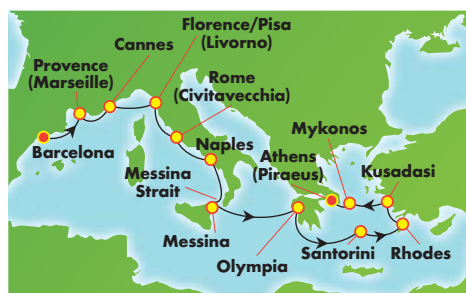 Florence/Pisa
(Livorno)
Cannes
Provence
(Marseille)
Rome
(Civitavecchia)
Mykonos
Naples
Athens
(Piraeus)
Kusadasi
Barcelona
Messina
Strait
Messina
Olympia
Santorini
Rhodes